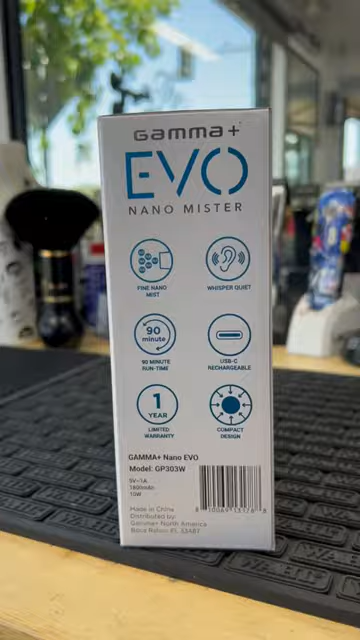 GAMMA+
EVO
NANO MISTER
FINE NANO
MIST
WHISPER QUIET
90
minute
90 MINUTE
RUN-TIME
USB-C
RECHARGEABLE
1
YEAR
LIMITED
WARRANTY
COMPACT
DESIGN
GAMMA+ Nano EVO
Model: GP303W
5V⎓1A
1800mAh
10W
Made in China
Distributed by:
Gamma+ North America
Boca Raton FL 33487
WAHL